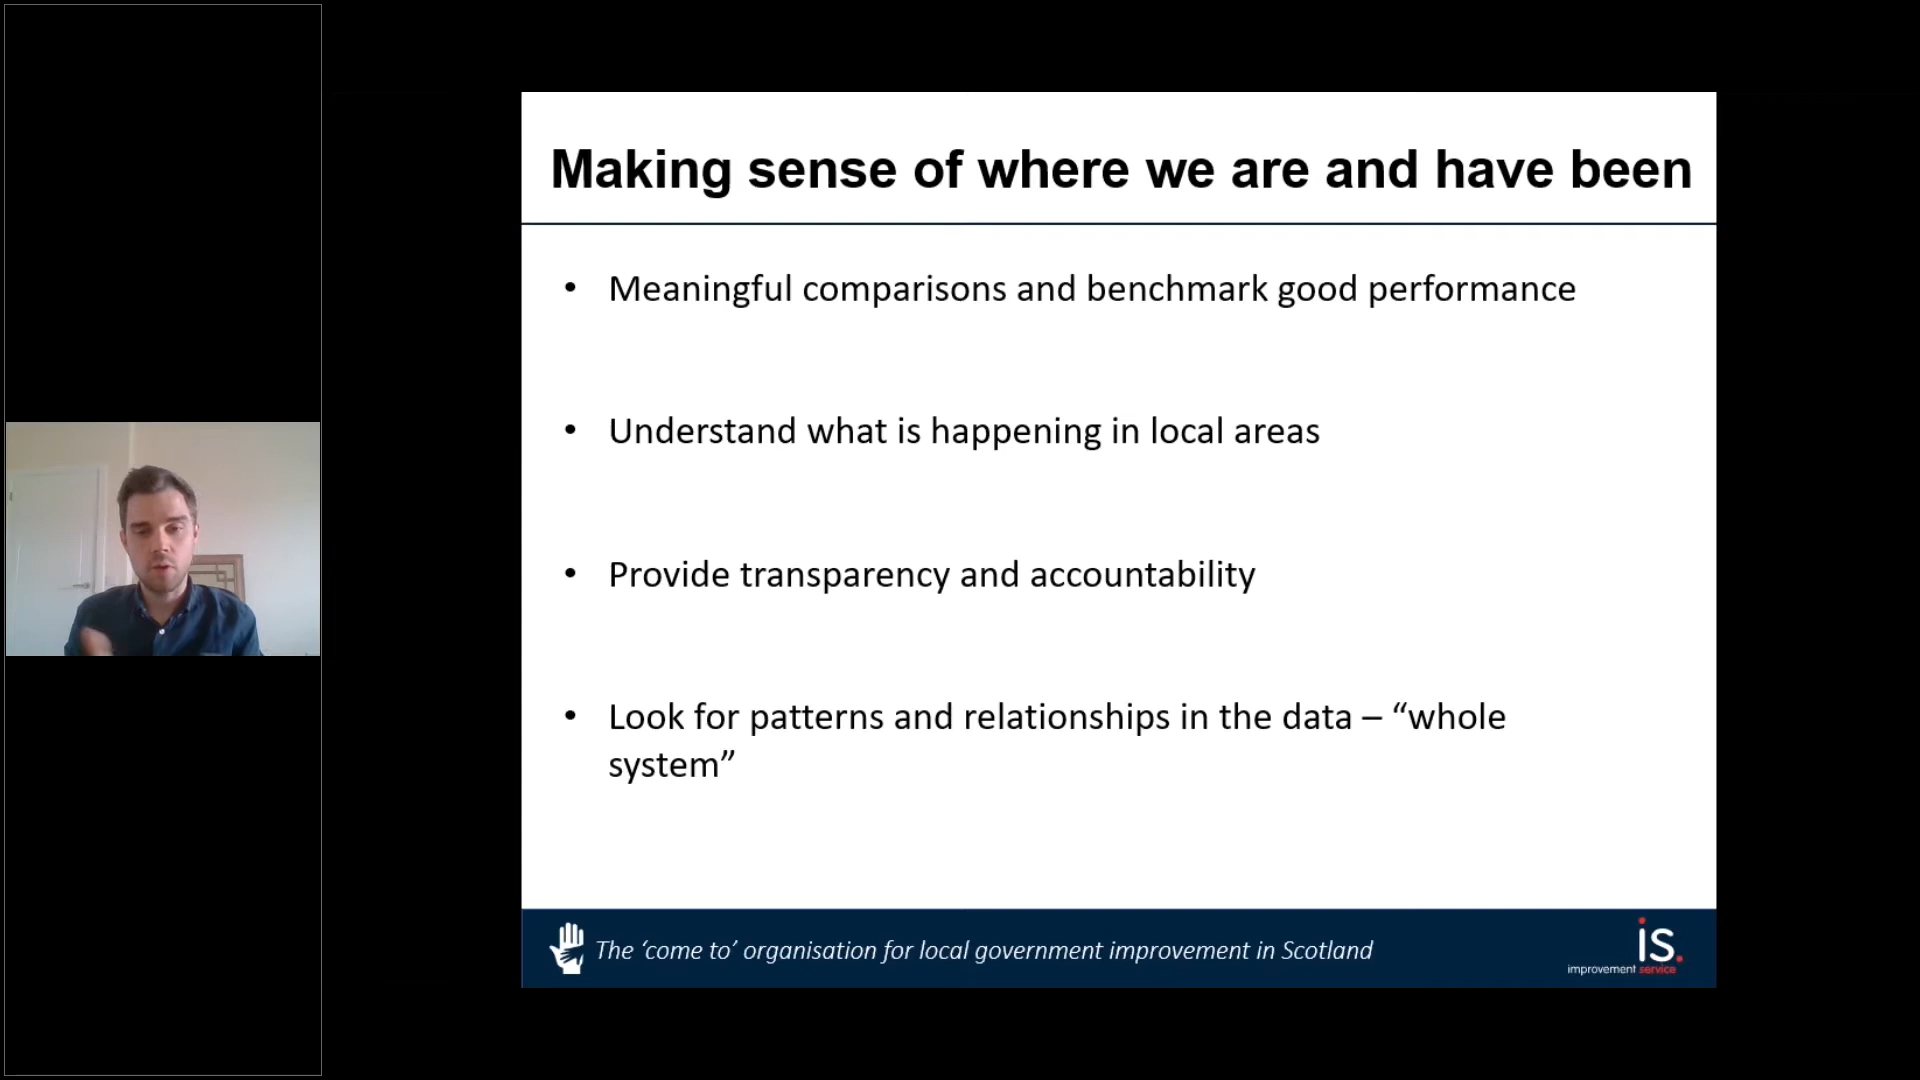 Making sense of where we are and have been
• Meaningful comparisons and benchmark good performance
• Understand what is happening in local areas
• Provide transparency and accountability
• Look for patterns and relationships in the data – “whole
system”
The ‘come to’ organisation for local government improvement in Scotland
is.
improvement service